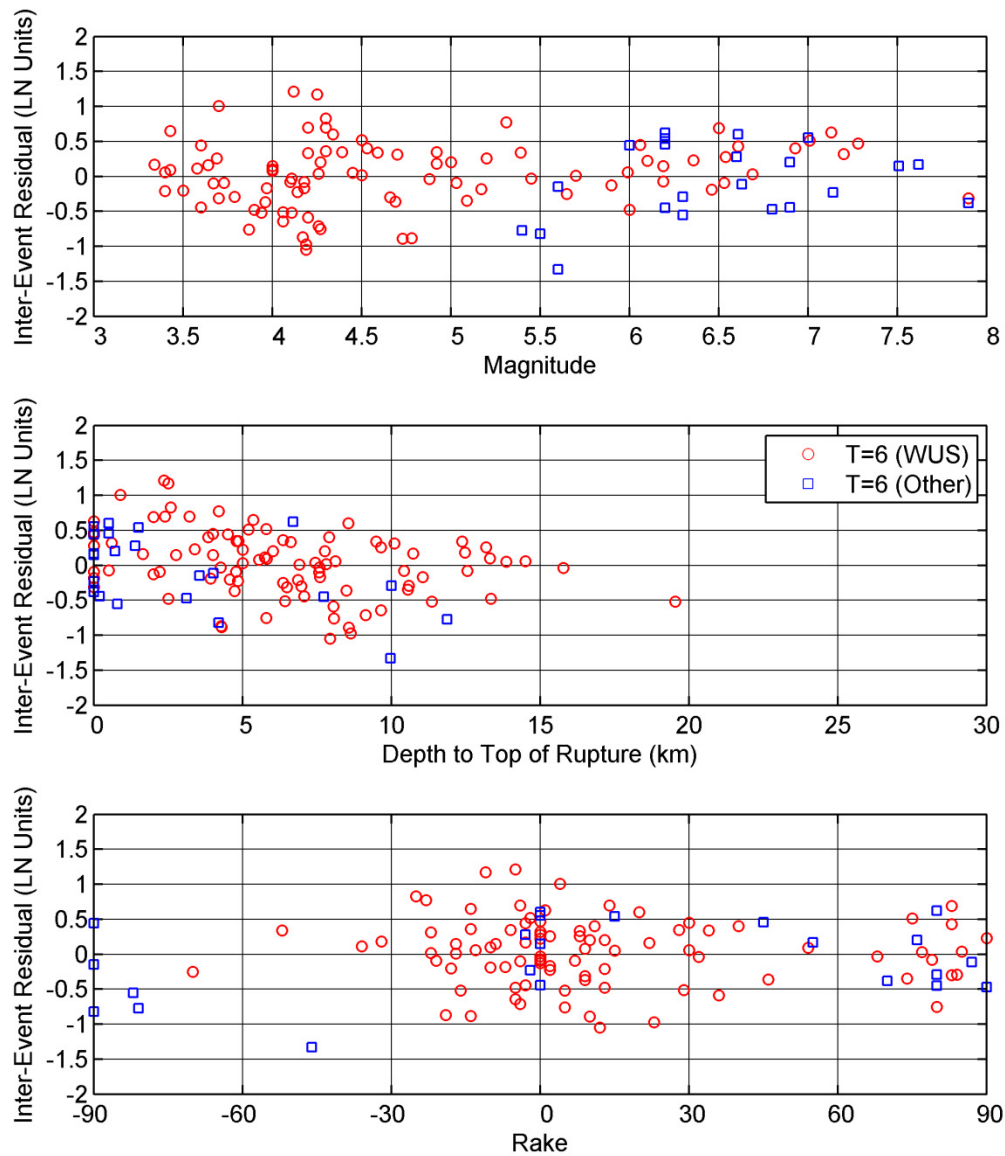 2
1.5
1
0.5
0
-0.5
-1
-1.5
-2
Inter-Event Residual (LN Units)
3 3.5 4 4.5 5 5.5 6 6.5 7 7.5 8
Magnitude
2
1.5
1
0.5
0
-0.5
-1
-1.5
-2
Inter-Event Residual (LN Units)
T=6 (WUS)
T=6 (Other)
0 5 10 15 20 25 30
Depth to Top of Rupture (km)
2
1.5
1
0.5
0
-0.5
-1
-1.5
-2
Inter-Event Residual (LN Units)
-90 -60 -30 0 30 60 90
Rake